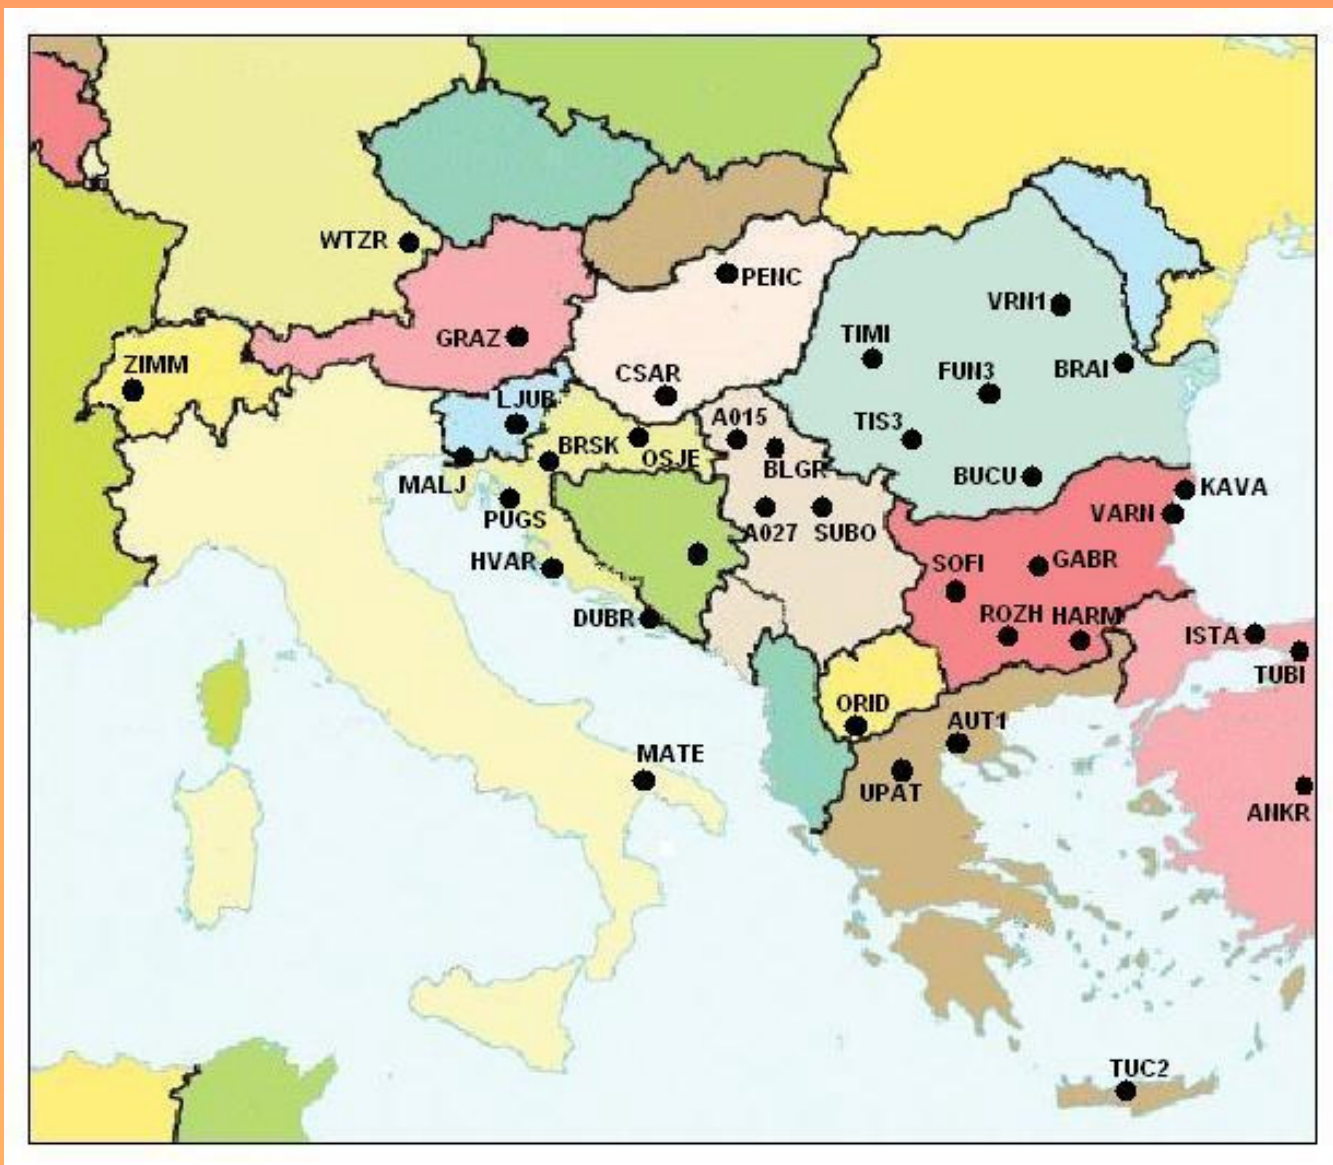 WTZR
PENC
VRN1
GRAZ
TIMI
ZIMM
BRAI
FUN3
CSAR
LJUB
A015
TIS3
BRSK
OSJE
BLGR
BUCU
MALJ
KAVA
PUGS
VARN
A027
SUBO
HVAR
SOFI
GABR
DUBR
ROZH
HARM
ISTA
TUBI
ORID
AUT1
MATE
UPAT
ANKR
TUC2